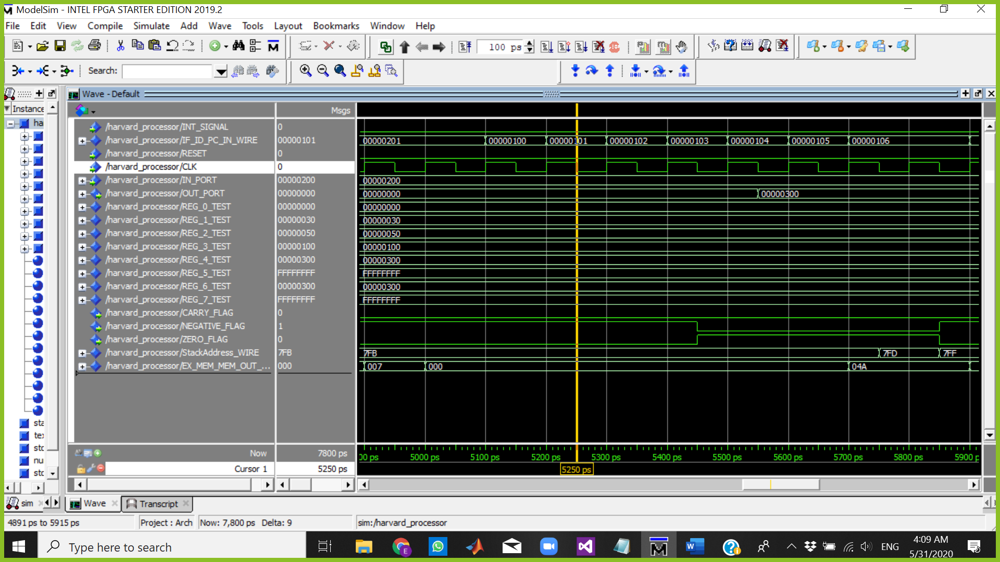 ModelSim - INTEL FPGA STARTER EDITION 2019.2
File Edit View Compile Simulate Add Wave Tools Layout Bookmarks Window Help
100 ps
Search:
Wave - Default
Instance
Msgs
ha
/harvard_processor/INT_SIGNAL 0
/harvard_processor/IF_ID_PC_IN_WIRE 00000101 00000201 00000100 00000101 00000102 00000103 00000104 00000105 00000106
/harvard_processor/RESET 0
/harvard_processor/CLK 0
/harvard_processor/IN_PORT 00000200 00000200
/harvard_processor/OUT_PORT 00000000 00000000 00000300
/harvard_processor/REG_0_TEST 00000000 00000000
/harvard_processor/REG_1_TEST 00000030 00000030
/harvard_processor/REG_2_TEST 00000050 00000050
/harvard_processor/REG_3_TEST 00000100 00000100
/harvard_processor/REG_4_TEST 00000300 00000300
/harvard_processor/REG_5_TEST FFFFFFFF FFFFFFFF
/harvard_processor/REG_6_TEST 00000300 00000300
/harvard_processor/REG_7_TEST FFFFFFFF FFFFFFFF
/harvard_processor/CARRY_FLAG 0
/harvard_processor/NEGATIVE_FLAG 1
/harvard_processor/ZERO_FLAG 0
/harvard_processor/StackAddress_WIRE 7FB 7FB 7FD 7FF
/harvard_processor/EX_MEM_MEM_OUT_... 000 007 000 04A
sta
tex
std
nu
std
Now 7800 ps
00 ps 5000 ps 5100 ps 5200 ps 5300 ps 5400 ps 5500 ps 5600 ps 5700 ps 5800 ps 5900 p
Cursor 1 5250 ps
5250 ps
sim Wave Transcript
4891 ps to 5915 ps Project : Arch Now: 7,800 ps Delta: 9 sim:/harvard_processor
Type here to search
ENG
4:09 AM
5/31/2020